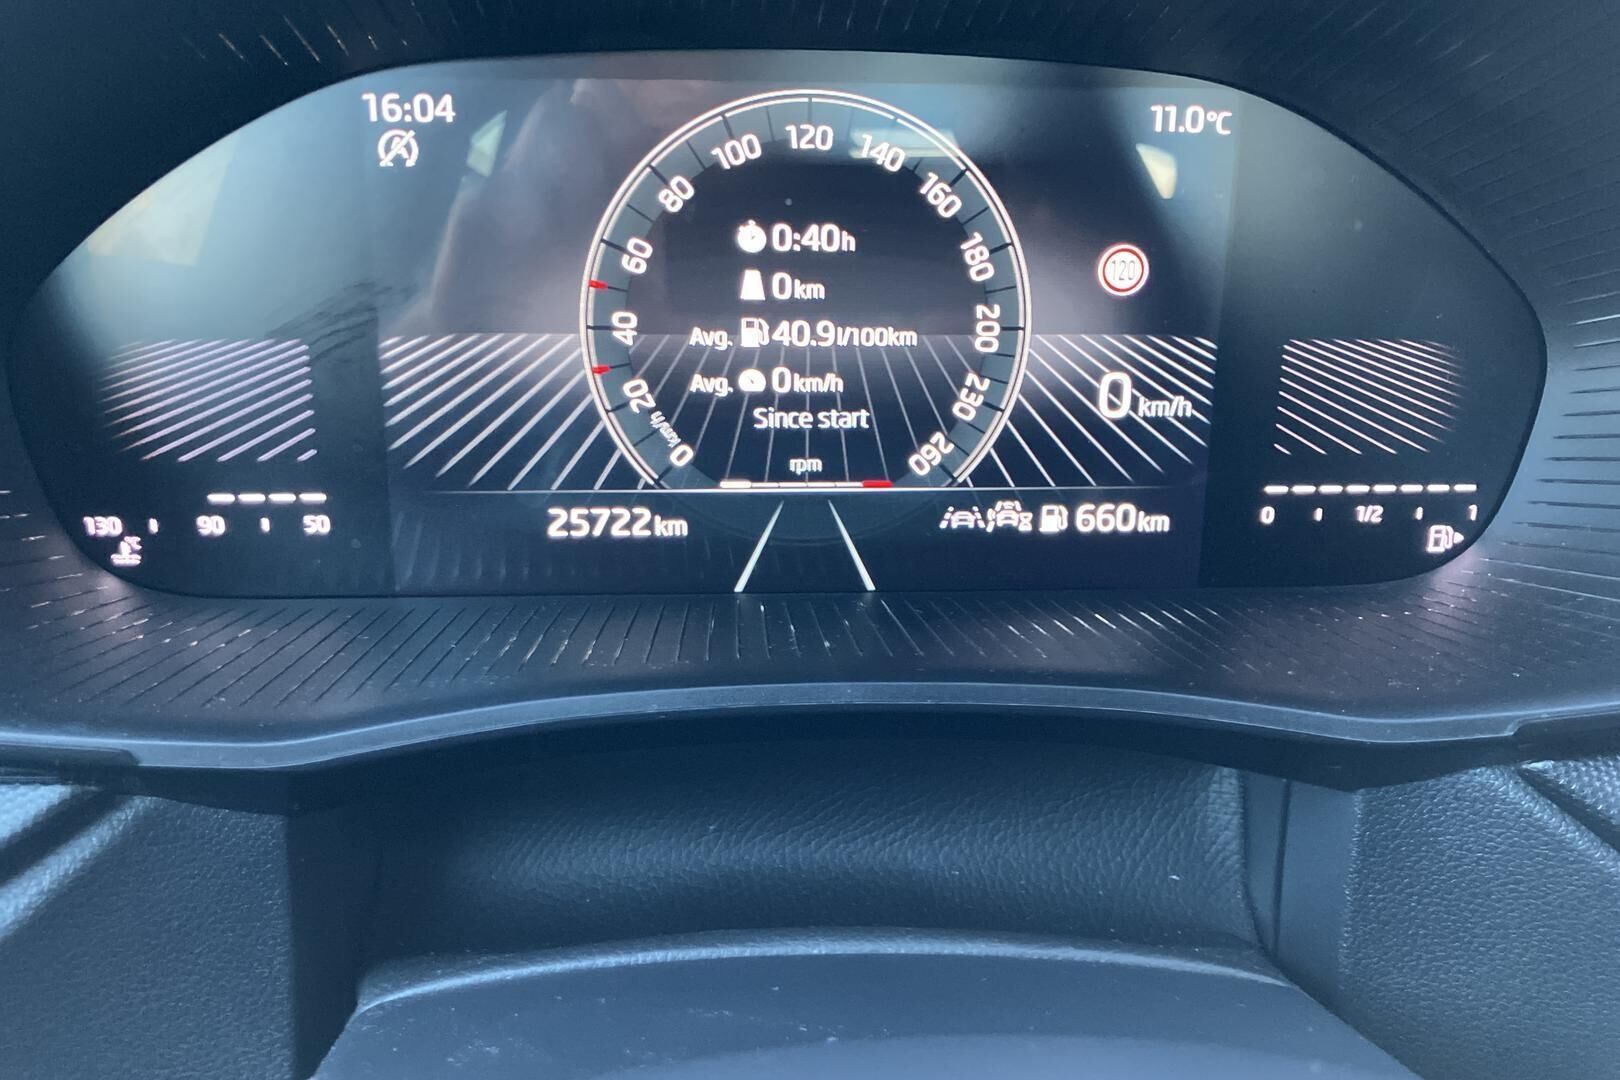 16:04
11.0°C
0 20 40 60 80 100 120 140 160 180 200 230 260
km/h
0:40h
0km
Avg. 40.9l/100km
Avg. 0km/h
Since start
rpm
120
0 km/h
130 90 50
°C
25722km
660km
0 1/2 1